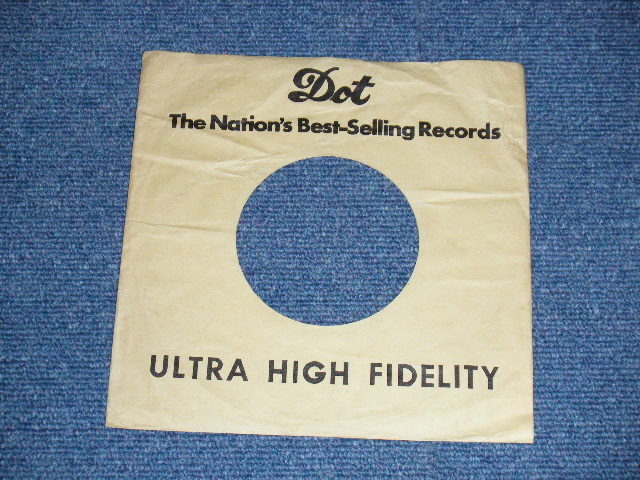 Dot
The Nation's Best-Selling Records
ULTRA HIGH FIDELITY